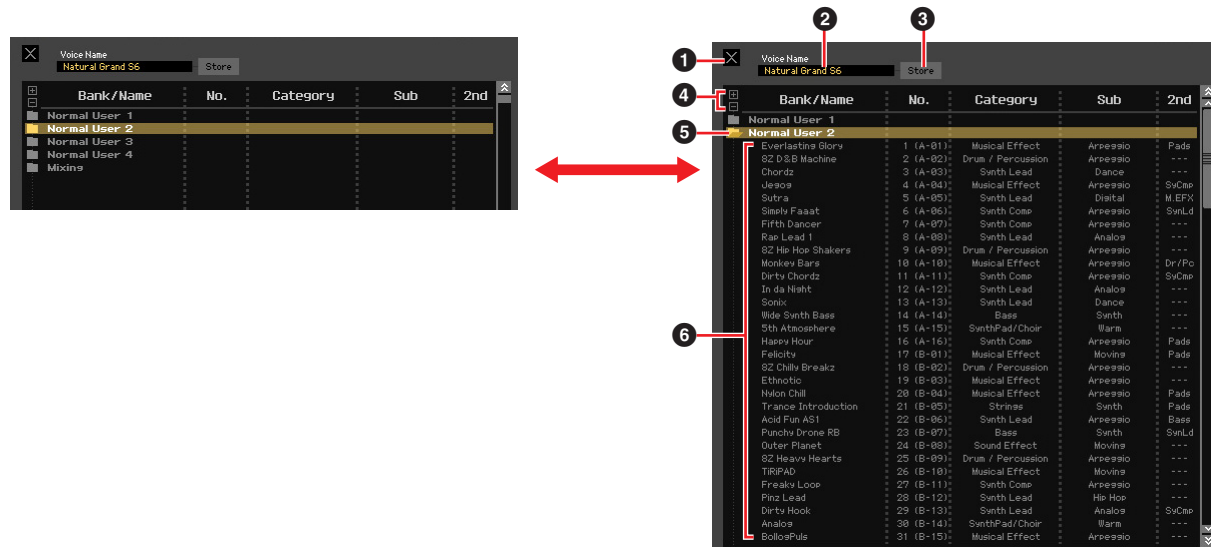 Voice Name
Natural Grand S6 Store
Bank/Name No. Category Sub 2nd
Normal User 1
Normal User 2
Normal User 3
Normal User 4
Mixing
1 2 3 4 5 6
Voice Name
Natural Grand S6 Store
Bank/Name No. Category Sub 2nd
Normal User 1
Normal User 2
Everlasting Glory 1 (A-01) Musical Effect Arpeggio Pads
8Z D&B Machine 2 (A-02) Drum / Percussion Arpeggio ---
Chordz 3 (A-03) Synth Lead Dance ---
Jegog 4 (A-04) Musical Effect Arpeggio SyCmp
Sutra 5 (A-05) Synth Lead Digital M.EFX
Simply Faaat 6 (A-06) Synth Comp Arpeggio SynLd
Fifth Dancer 7 (A-07) Synth Comp Arpeggio ---
Rap Lead 1 8 (A-08) Synth Lead Analog ---
8Z Hip Hop Shakers 9 (A-09) Drum / Percussion Arpeggio ---
Monkey Bars 10 (A-10) Musical Effect Arpeggio Dr/Pc
Dirty Chordz 11 (A-11) Synth Comp Arpeggio SyCmp
In da Night 12 (A-12) Synth Lead Analog ---
Sonix 13 (A-13) Synth Lead Dance ---
Wide Synth Bass 14 (A-14) Bass Synth ---
5th Atmosphere 15 (A-15) SynthPad/Choir Warm ---
Happy Hour 16 (A-16) Synth Comp Arpeggio Pads
Felicity 17 (B-01) Musical Effect Moving Pads
8Z Chilly Breakz 18 (B-02) Drum / Percussion Arpeggio ---
Ethnotic 19 (B-03) Musical Effect Arpeggio ---
Nylon Chill 20 (B-04) Musical Effect Arpeggio Pads
Trance Introduction 21 (B-05) Strings Synth Pads
Acid Fun AS1 22 (B-06) Synth Lead Arpeggio Bass
Punchy Drone RB 23 (B-07) Bass Synth SynLd
Outer Planet 24 (B-08) Sound Effect Moving ---
8Z Heavy Hearts 25 (B-09) Drum / Percussion Arpeggio ---
TiRiPAD 26 (B-10) Musical Effect Moving ---
Freaky Loop 27 (B-11) Synth Comp Arpeggio ---
Pinz Lead 28 (B-12) Synth Lead Hip Hop ---
Dirty Hook 29 (B-13) Synth Lead Analog SyCmp
Analog 30 (B-14) SynthPad/Choir Warm ---
BollogPuls 31 (B-15) Musical Effect Arpeggio ---